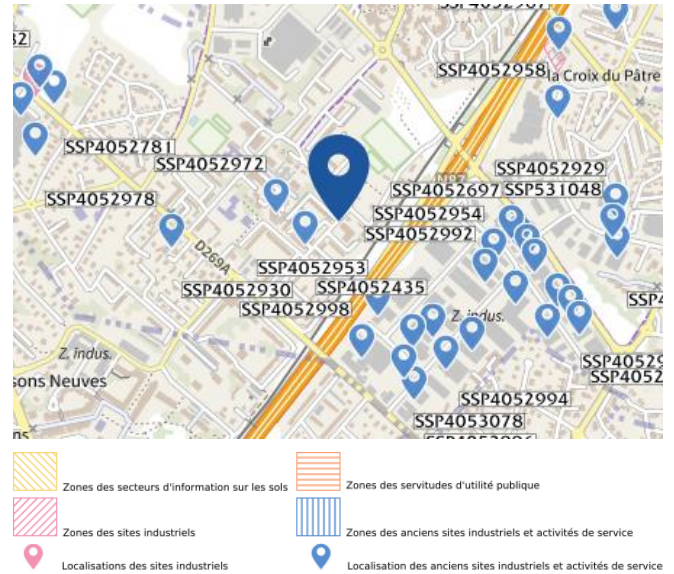 SSP4052958
la Croix du Pâtre
SSP4052781
SSP4052972
SSP4052929
N87
SSP4052697 SSP531048
SSP4052978
SSP4052954
SSP4052992
D269A
SSP4052953
SSP4052930
SSP4052435
SSP4052998
Z. indus.
Z. indus.
sons Neuves
SSP4052994
SSP4053078
Zones des secteurs d'information sur les sols
Zones des servitudes d'utilité publique
Zones des sites industriels
Zones des anciens sites industriels et activités de service
Localisations des sites industriels
Localisation des anciens sites industriels et activités de service